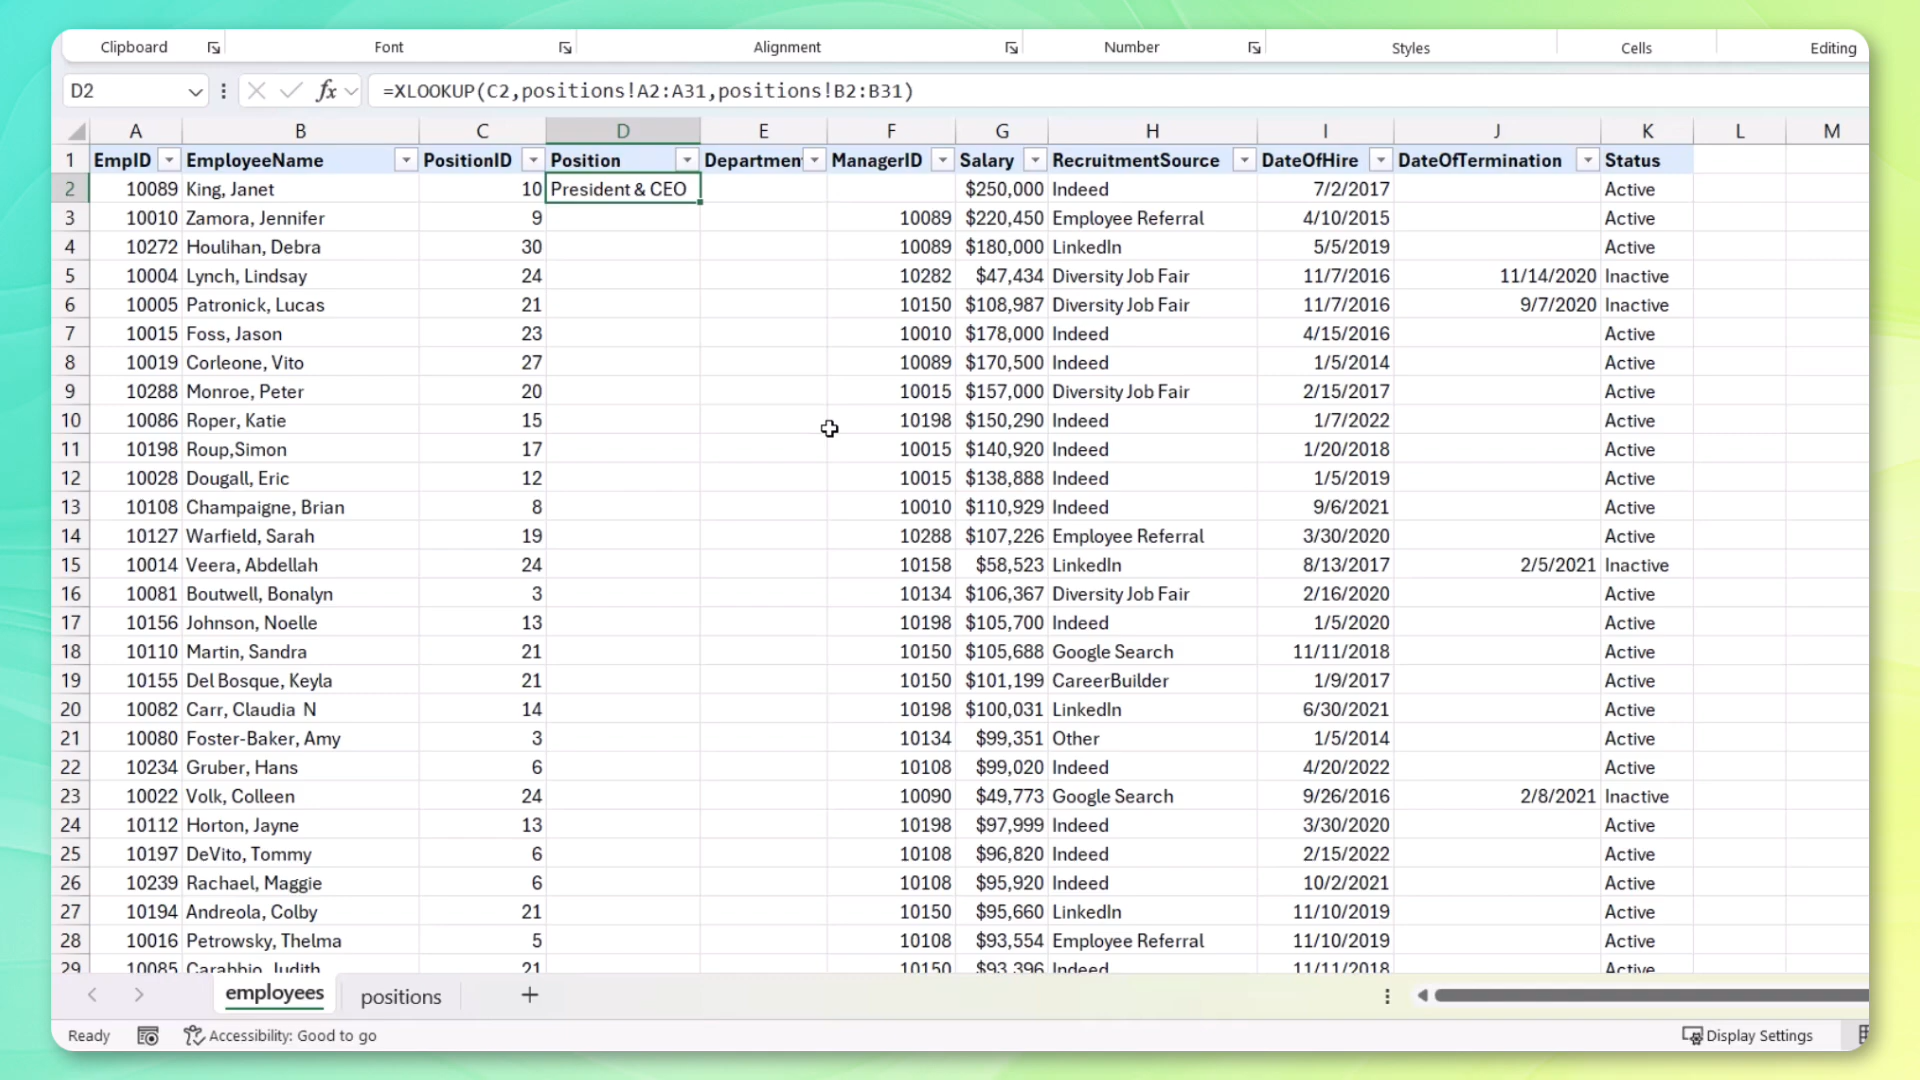 Clipboard Font Alignment Number Styles Cells Editing
D2 fx =XLOOKUP(C2,positions!A2:A31,positions!B2:B31)
A B C D E F G H I J K L M
1 EmpID EmployeeName PositionID Position Departmen ManagerID Salary RecruitmentSource DateOfHire DateOfTermination Status
2 10089 King, Janet 10 President & CEO $250,000 Indeed 7/2/2017 Active
3 10010 Zamora, Jennifer 9 10089 $220,450 Employee Referral 4/10/2015 Active
4 10272 Houlihan, Debra 30 10089 $180,000 LinkedIn 5/5/2019 Active
5 10004 Lynch, Lindsay 24 10282 $47,434 Diversity Job Fair 11/7/2016 11/14/2020 Inactive
6 10005 Patronick, Lucas 21 10150 $108,987 Diversity Job Fair 11/7/2016 9/7/2020 Inactive
7 10015 Foss, Jason 23 10010 $178,000 Indeed 4/15/2016 Active
8 10019 Corleone, Vito 27 10089 $170,500 Indeed 1/5/2014 Active
9 10288 Monroe, Peter 20 10015 $157,000 Diversity Job Fair 2/15/2017 Active
10 10086 Roper, Katie 15 10198 $150,290 Indeed 1/7/2022 Active
11 10198 Roup,Simon 17 10015 $140,920 Indeed 1/20/2018 Active
12 10028 Dougall, Eric 12 10015 $138,888 Indeed 1/5/2019 Active
13 10108 Champaigne, Brian 8 10010 $110,929 Indeed 9/6/2021 Active
14 10127 Warfield, Sarah 19 10288 $107,226 Employee Referral 3/30/2020 Active
15 10014 Veera, Abdellah 24 10158 $58,523 LinkedIn 8/13/2017 2/5/2021 Inactive
16 10081 Boutwell, Bonalyn 3 10134 $106,367 Diversity Job Fair 2/16/2020 Active
17 10156 Johnson, Noelle 13 10198 $105,700 Indeed 1/5/2020 Active
18 10110 Martin, Sandra 21 10150 $105,688 Google Search 11/11/2018 Active
19 10155 Del Bosque, Keyla 21 10150 $101,199 CareerBuilder 1/9/2017 Active
20 10082 Carr, Claudia N 14 10198 $100,031 LinkedIn 6/30/2021 Active
21 10080 Foster-Baker, Amy 3 10134 $99,351 Other 1/5/2014 Active
22 10234 Gruber, Hans 6 10108 $99,020 Indeed 4/20/2022 Active
23 10022 Volk, Colleen 24 10090 $49,773 Google Search 9/26/2016 2/8/2021 Inactive
24 10112 Horton, Jayne 13 10198 $97,999 Indeed 3/30/2020 Active
25 10197 DeVito, Tommy 6 10108 $96,820 Indeed 2/15/2022 Active
26 10239 Rachael, Maggie 6 10108 $95,920 Indeed 10/2/2021 Active
27 10194 Andreola, Colby 21 10150 $95,660 LinkedIn 11/10/2019 Active
28 10016 Petrowsky, Thelma 5 10108 $93,554 Employee Referral 11/10/2019 Active
29 10085 Carabbio, Judith 21 10150 $93,396 Indeed 11/11/2018 Active
employees positions
Ready Accessibility: Good to go Display Settings